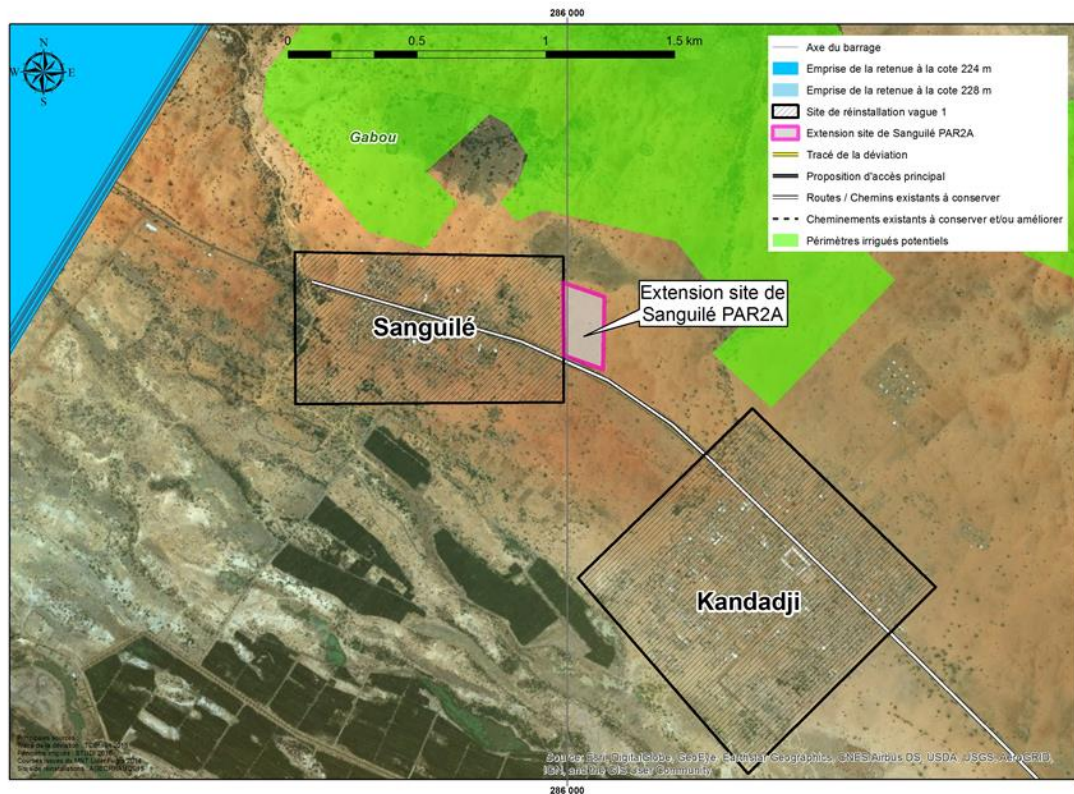 286 000
N
W
E
S
0 0.5 1 1.5 km
Axe du barrage
Emprise de la retenue à la cote 224 m
Emprise de la retenue à la cote 228 m
Site de réinstallation vague 1
Extension site de Sanguilé PAR2A
Tracé de la déviation
Proposition d'accès principal
Routes / Chemins existants à conserver
Cheminements existants à conserver et/ou améliorer
Périmètres irrigués potentiels
Gabou
Extension site de
Sanguilé PAR2A
Sanguilé
Kandadji
Source: Esri, DigitalGlobe, GeoEye, Earthstar Geographics, CNES/Airbus DS, USDA, USGS, AeroGRID,
IGN, and the GIS User Community
286 000